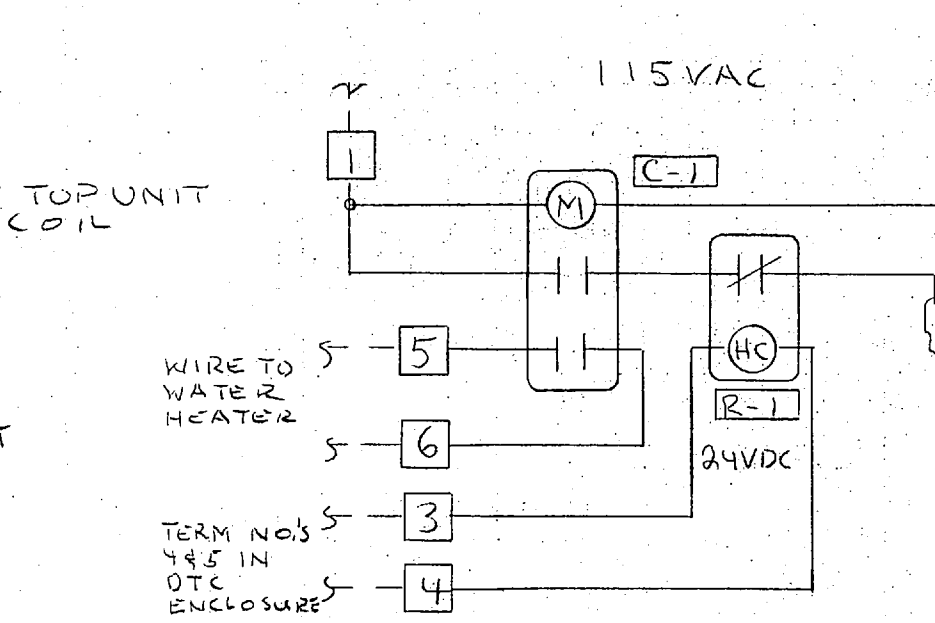 115VAC
1
C-1
TOP UNIT
COIL
M
5
WIRE TO
WATER
HEATER
HC
R-1
T
6
24VDC
3
TERM NO.'S
4&5 IN
DTC
ENCLOSURE
4